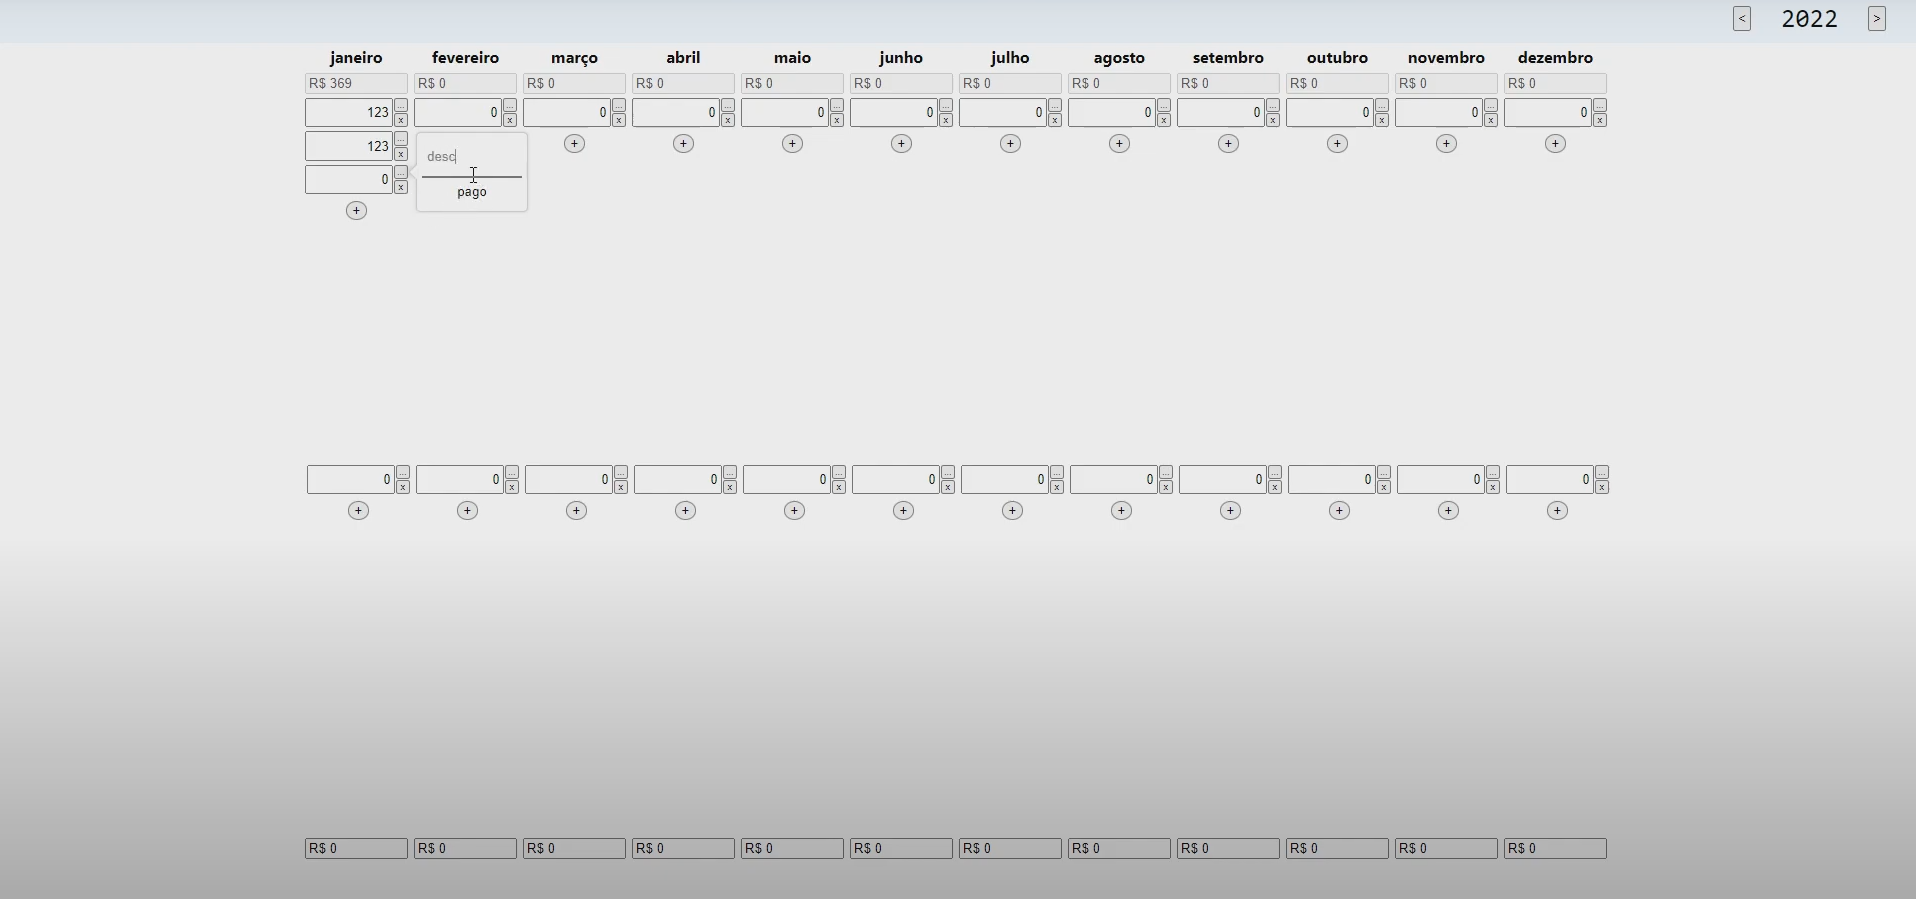 < 2022 >
janeiro fevereiro março abril maio junho julho agosto setembro outubro novembro dezembro
R$ 369 R$ 0 R$ 0 R$ 0 R$ 0 R$ 0 R$ 0 R$ 0 R$ 0 R$ 0 R$ 0 R$ 0
123 ... x 0 ... x 0 ... x 0 ... x 0 ... x 0 ... x 0 ... x 0 ... x 0 ... x 0 ... x 0 ... x 0 ... x
+ + + + + + + + + +
123 ... x
desc
0 ... x
pago
+
0 ... x 0 ... x 0 ... x 0 ... x 0 ... x 0 ... x 0 ... x 0 ... x 0 ... x 0 ... x 0 ... x 0 ... x
+ + + + + + + + + + + +
R$ 0 R$ 0 R$ 0 R$ 0 R$ 0 R$ 0 R$ 0 R$ 0 R$ 0 R$ 0 R$ 0 R$ 0